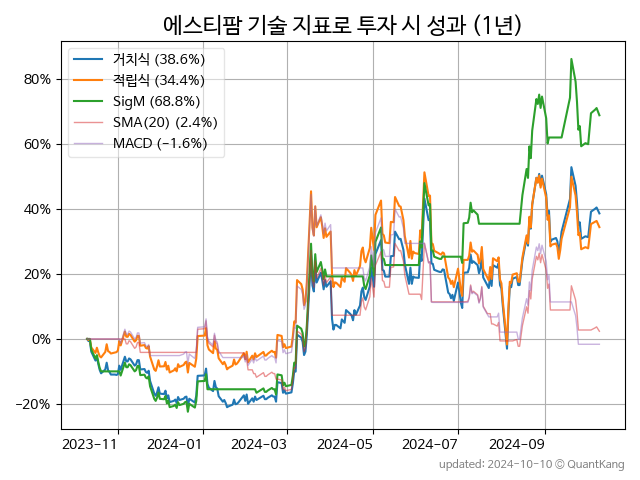 에스티팜 기술 지표로 투자 시 성과 (1년)
거치식 (38.6%)
적립식 (34.4%)
SigM (68.8%)
SMA(20) (2.4%)
MACD (-1.6%)
80%
60%
40%
20%
0%
-20%
2023-11
2024-01
2024-03
2024-05
2024-07
2024-09
updated: 2024-10-10 © QuantKang